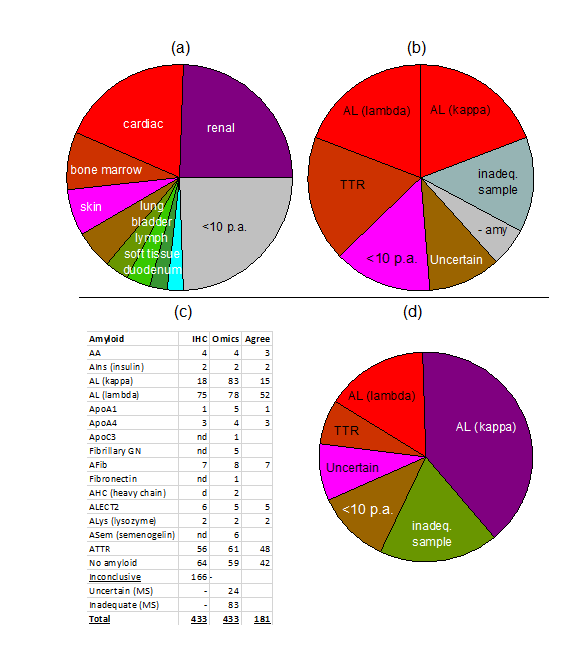 (a)
(b)
cardiac
renal
bone marrow
skin
lung
bladder
lymph
soft tissue
duodenum
<10 p.a.
AL (lambda)
AL (kappa)
TTR
inadeq.
sample
- amy
<10 p.a.
Uncertain
(c)
(d)
Amyloid IHC Omics Agree
AA 4 4 3
AIns (insulin) 2 2 2
AL (kappa) 18 83 15
AL (lambda) 75 78 52
ApoA1 1 5 1
ApoA4 3 4 3
ApoC3 nd 1
Fibrillary GN nd 5
AFib 7 8 7
Fibronectin nd 1
AHC (heavy chain) d 2
ALECT2 6 5 5
ALys (lysozyme) 2 2 2
ASem (semenogelin) nd 6
ATTR 56 61 48
No amyloid 64 59 42
Inconclusive 166 -
Uncertain (MS) - 24
Inadequate (MS) - 83
Total 433 433 181
AL (lambda)
AL (kappa)
TTR
Uncertain
<10 p.a.
inadeq.
sample